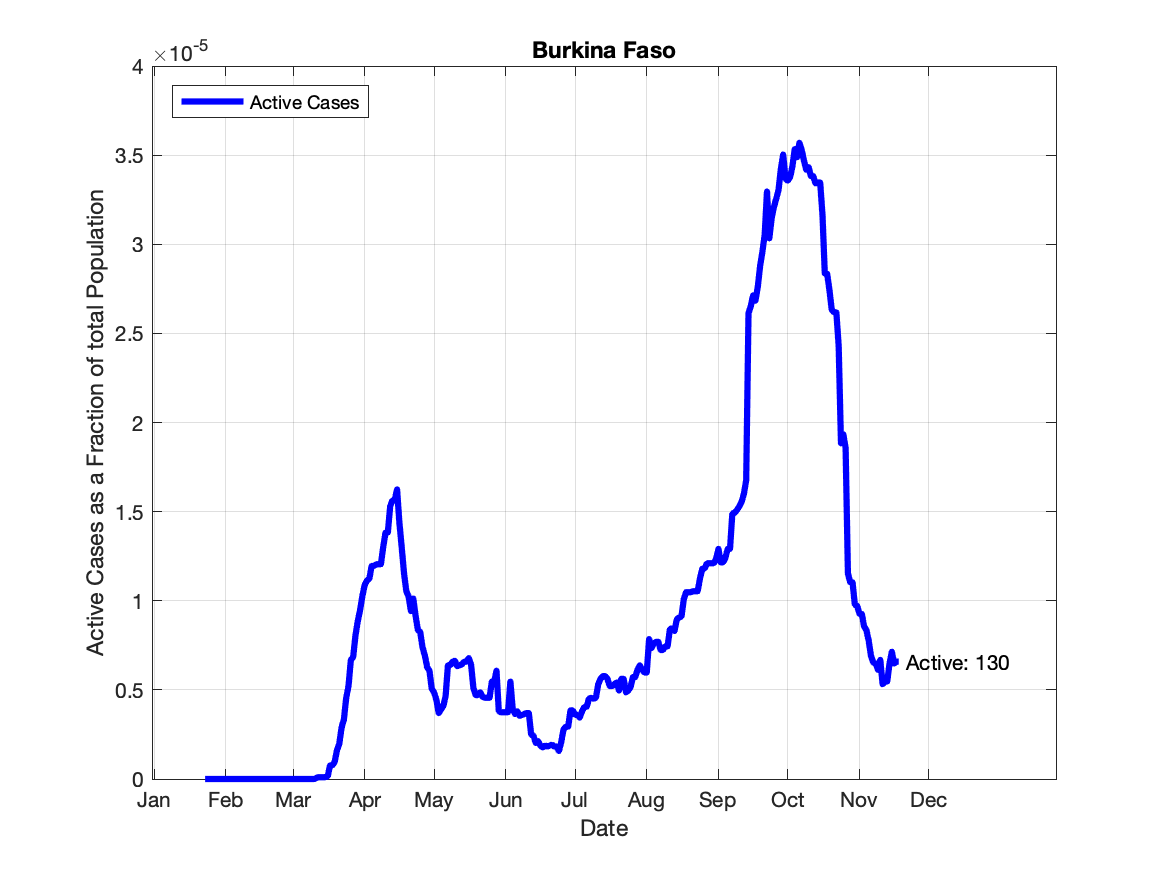 ×10-5
Burkina Faso
Active Cases
4
3.5
3
2.5
2
1.5
1
0.5
0
Active Cases as a Fraction of total Population
Active: 130
Jan Feb Mar Apr May Jun Jul Aug Sep Oct Nov Dec
Date